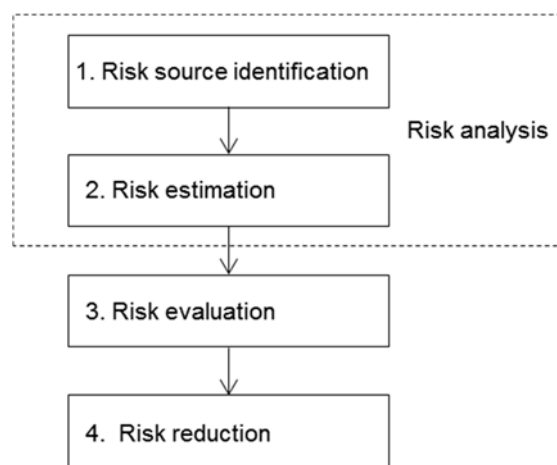 1. Risk source identification
Risk analysis
2. Risk estimation
3. Risk evaluation
4. Risk reduction